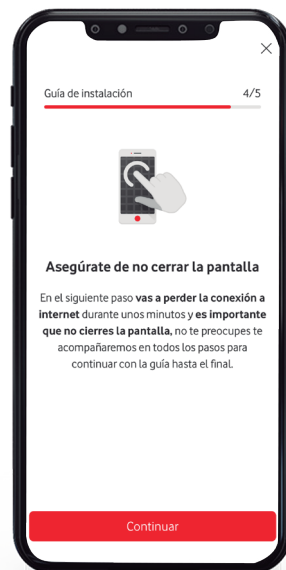 Guía de instalación 4/5
Asegúrate de no cerrar la pantalla
En el siguiente paso vas a perder la conexión a
internet durante unos minutos y es importante
que no cierres la pantalla, no te preocupes te
acompañaremos en todos los pasos para
continuar con la guía hasta el final.
Continuar